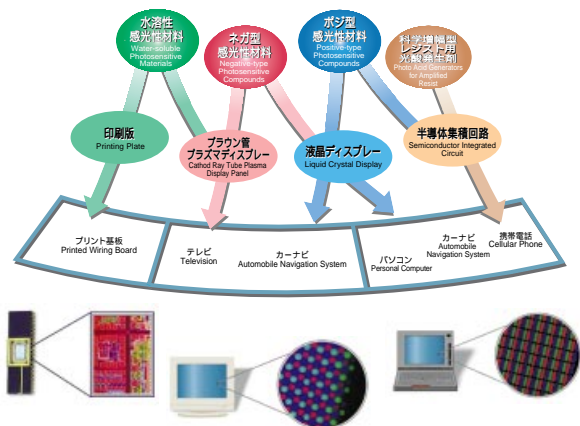 水溶性
感光性材料
Water-soluble
Photosensitive
Materials
ネガ型
感光性材料
Negative-type
Photosensitive
Compounds
ポジ型
感光性材料
Positive-type
Photosensitive
Compounds
科学増幅型
レジスト用
光酸発生剤
Photo Acid Generators
for Amplified
Resist
印刷版
Printing Plate
ブラウン管
プラズマディスプレー
Cathod Ray Tube Plasma
Display Panel
液晶ディスプレー
Liquid Crystal Display
半導体集積回路
Semiconductor Integrated
Circuit
プリント基板
Printed Wiring Board
テレビ
Television
カーナビ
Automobile Navigation System
パソコン
Personal Computer
カーナビ
Automobile
Navigation System
携帯電話
Cellular Phone